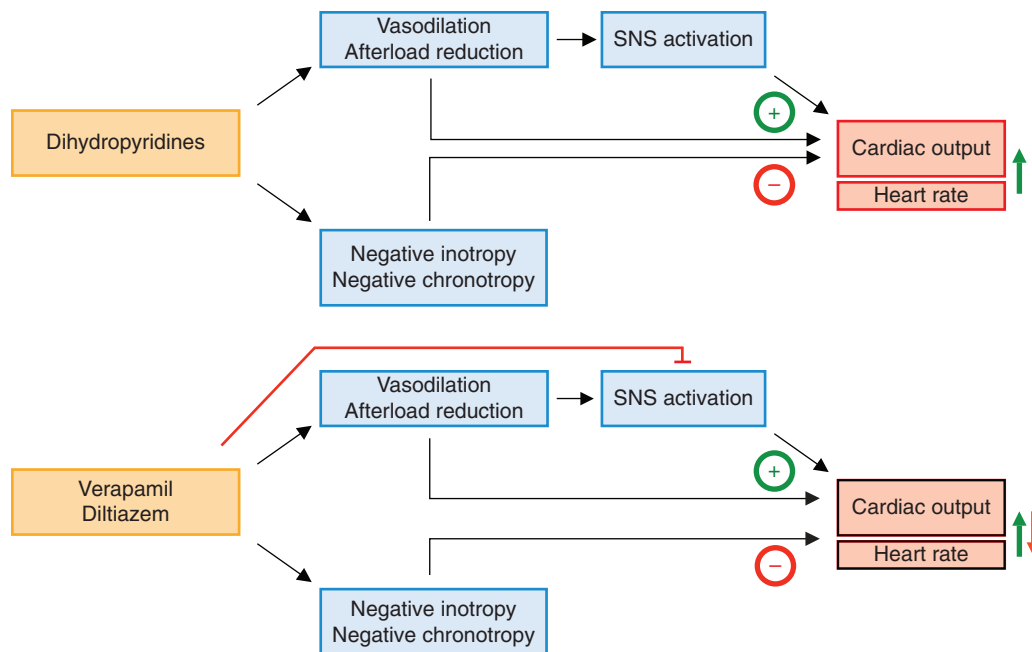 Vasodilation
Afterload reduction
SNS activation
Dihydropyridines
+
Cardiac output
−
Heart rate
Negative inotropy
Negative chronotropy
Vasodilation
Afterload reduction
SNS activation
Verapamil
Diltiazem
+
Cardiac output
−
Heart rate
Negative inotropy
Negative chronotropy